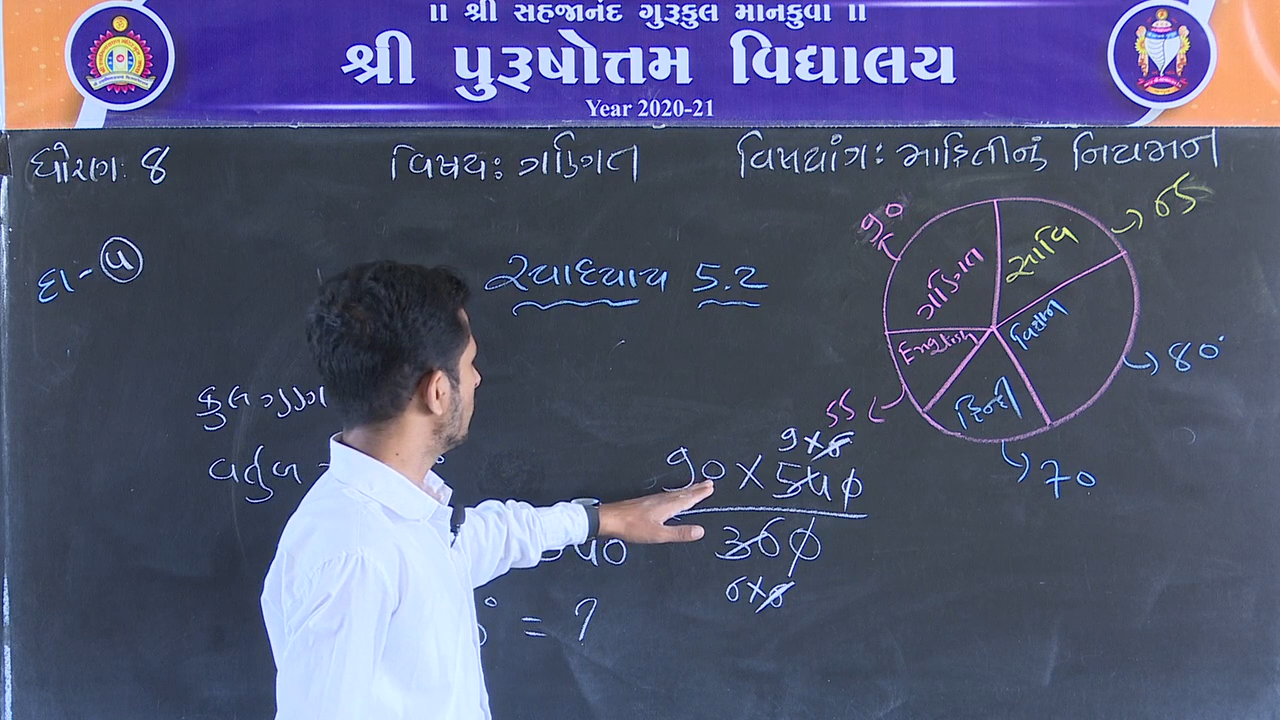 ॥ શ્રી સહજાનંદ ગુરૂકુલ માનકુવા ॥
શ્રી પુરૂષોત્તમ વિદ્યાલય
Year 2020-21
ધોરણ: 8 વિષય: ગણિત વિષયાંગ: માહિતીનું નિયમન
દા-૫
સ્વાધ્યાય 5.2
90
ગણિત
સા.વિ
65
વિજ્ઞાન
80°
English
55
હિન્દી
70
કુલ ગુણ
વર્તુળ =
540
° = ?
9×6
90 × 540
360
6×6